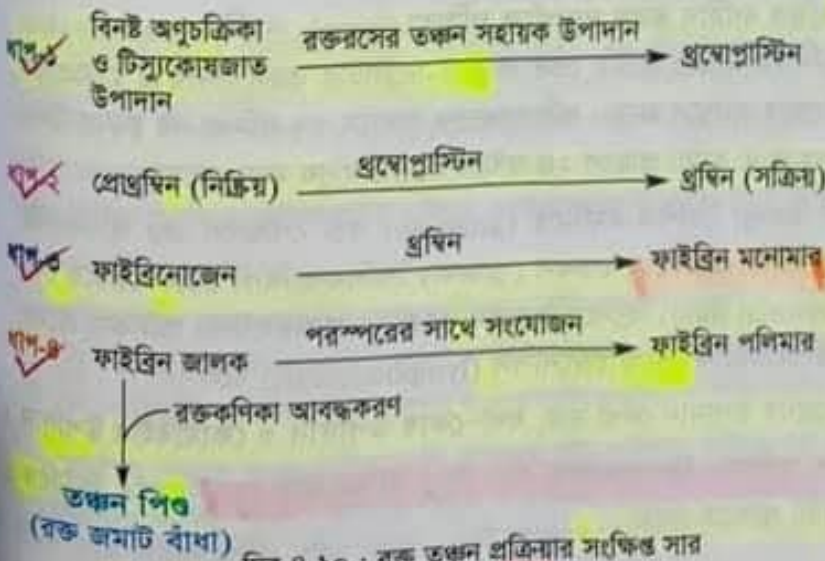 ধাপ-১ বিনষ্ট অণুচক্রিকা ও টিস্যুকোষজাত উপাদান রক্তরসের তঞ্চন সহায়ক উপাদান থ্রম্বোপ্লাস্টিন
ধাপ-২ প্রোথ্রম্বিন (নিষ্ক্রিয়) থ্রম্বোপ্লাস্টিন থ্রম্বিন (সক্রিয়)
ধাপ-৩ ফাইব্রিনোজেন থ্রম্বিন ফাইব্রিন মনোমার
ধাপ-৪ ফাইব্রিন জালক পরস্পরের সাথে সংযোজন ফাইব্রিন পলিমার
রক্তকণিকা আবদ্ধকরণ
তঞ্চন পিণ্ড
(রক্ত জমাট বাঁধা)
রক্ত তঞ্চন প্রক্রিয়ার সংক্ষিপ্ত সার